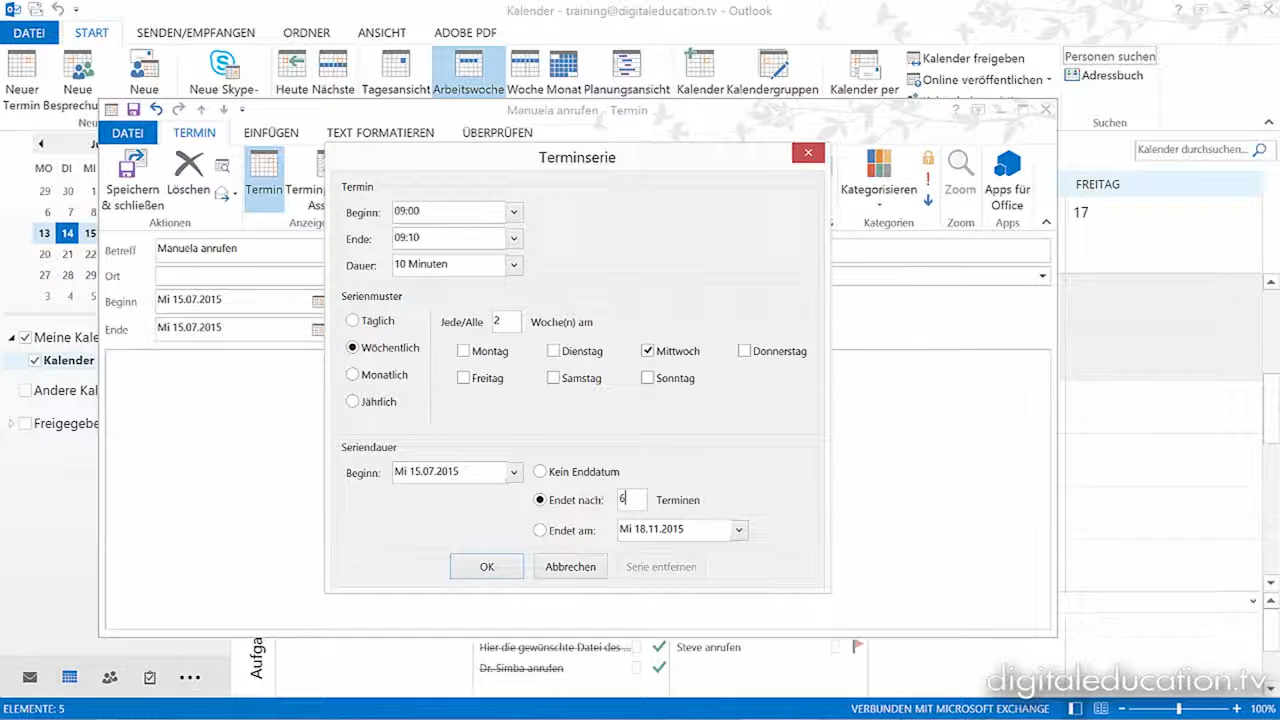 Kalender - training@digitaleducation.tv - Outlook
DATEI START SENDEN/EMPFANGEN ORDNER ANSICHT ADOBE PDF
Neuer Neue Neue Neue Skype- Heute Nächste Tagesansicht Arbeitswoche Woche Monat Planungsansicht Kalender Kalendergruppen Kalender per
Termin
Kalender freigeben
Online veröffentlichen
Personen suchen
Adressbuch
Suchen
Manuela anrufen - Termin
DATEI TERMIN EINFÜGEN TEXT FORMATIEREN ÜBERPRÜFEN
Speichern & schließen
Löschen
Aktionen
Termin
Kategorisieren
Kategorien
Zoom
Zoom
Apps für Office
Apps
Kalender durchsuchen...
FREITAG
17
MO DI MI
29 30
6 7
13 14 15
20 21 22
27 28 29
3 4
Betreff Manuela anrufen
Ort
Beginn Mi 15.07.2015
Ende Mi 15.07.2015
Meine Kale
Kalender
Andere Kal
Freigegebe
Terminserie
Termin
Beginn: 09:00
Ende: 09:10
Dauer: 10 Minuten
Serienmuster
Täglich
Wöchentlich
Monatlich
Jährlich
Jede/Alle 2 Woche(n) am
Montag Dienstag Mittwoch Donnerstag
Freitag Samstag Sonntag
Seriendauer
Beginn: Mi 15.07.2015
Kein Enddatum
Endet nach: 6 Terminen
Endet am: Mi 18.11.2015
OK Abbrechen Serie entfernen
Aufga
Hier die gewünschte Datei des ...
Dr. Simba anrufen
Steve anrufen
digitaleducation.tv
ELEMENTE: 5
VERBUNDEN MIT MICROSOFT EXCHANGE
100%